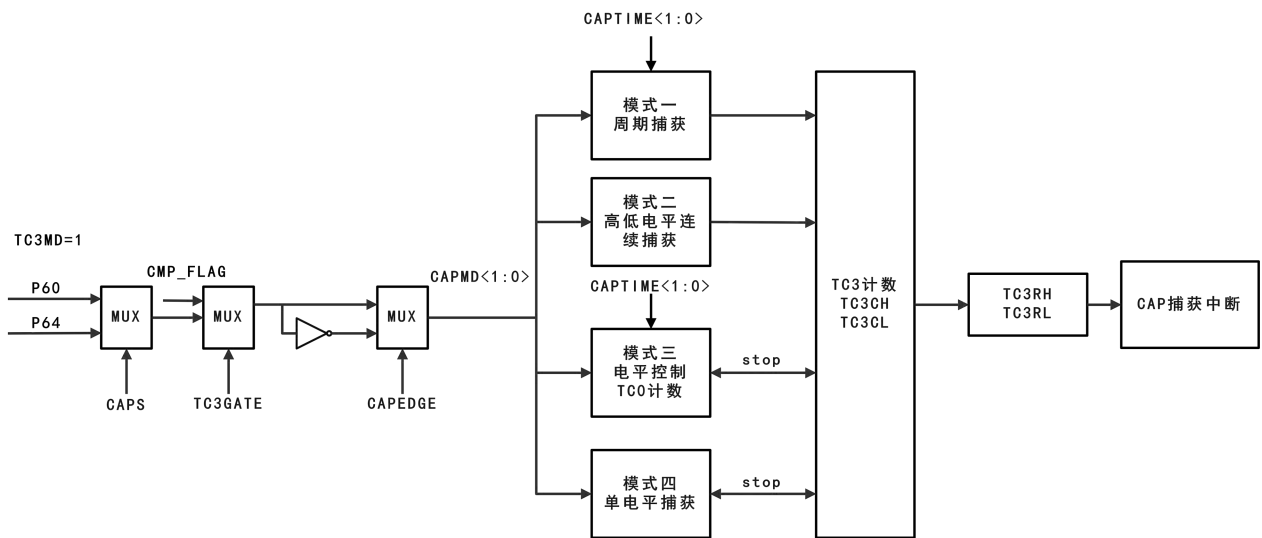 CAPTIME<1:0>
模式一
周期捕获
模式二
高低电平连
续捕获
TC3MD=1
CMP_FLAG
CAPMD<1:0>
CAPTIME<1:0>
P60
P64
MUX
MUX
MUX
CAPS
TC3GATE
CAPEDGE
模式三
电平控制
TC0计数
stop
模式四
单电平捕获
stop
TC3计数
TC3CH
TC3CL
TC3RH
TC3RL
CAP捕获中断